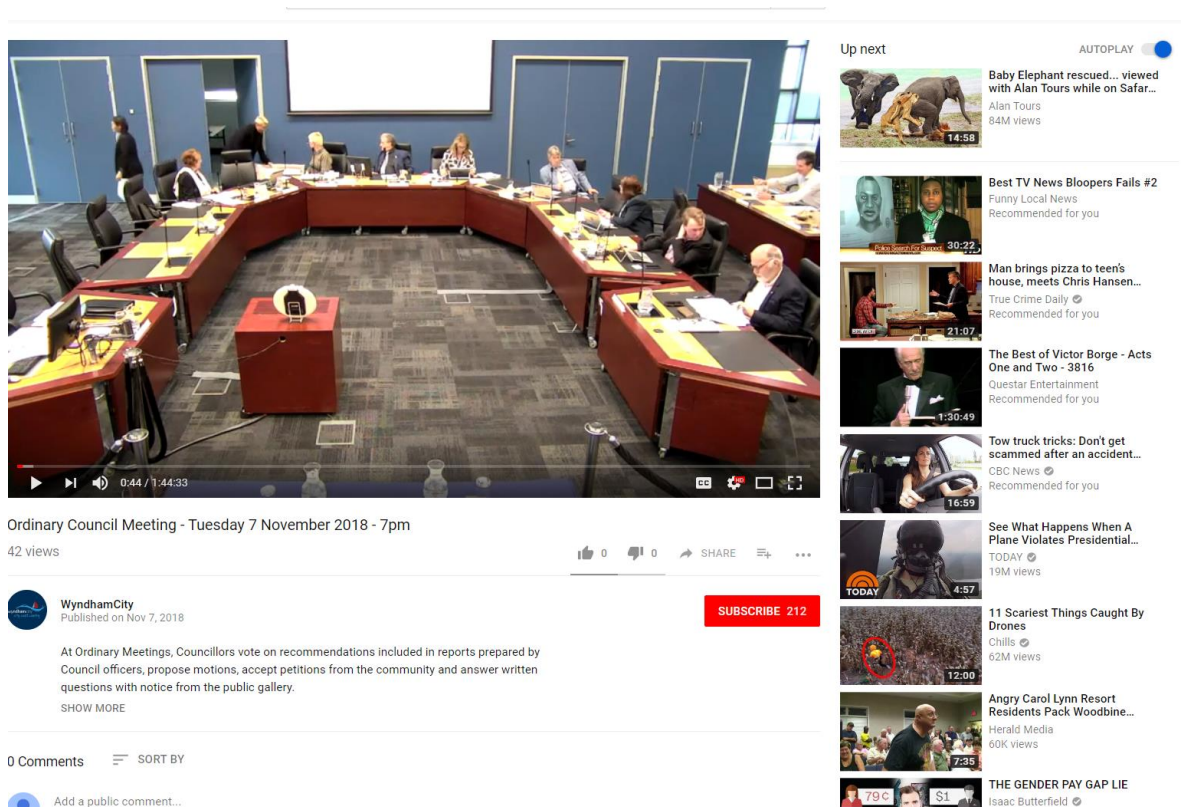 0:44 / 1:44:33
CC
HD
Ordinary Council Meeting - Tuesday 7 November 2018 - 7pm
42 views
0
0
SHARE
WyndhamCity
Published on Nov 7, 2018
SUBSCRIBE 212
At Ordinary Meetings, Councillors vote on recommendations included in reports prepared by
Council officers, propose motions, accept petitions from the community and answer written
questions with notice from the public gallery.
SHOW MORE
0 Comments
SORT BY
Add a public comment...
Up next
AUTOPLAY
14:58
Baby Elephant rescued... viewed
with Alan Tours while on Safar...
Alan Tours
84M views
Police Search For Suspect
30:22
Best TV News Bloopers Fails #2
Funny Local News
Recommended for you
21:07
Man brings pizza to teen's
house, meets Chris Hansen...
True Crime Daily
Recommended for you
1:30:49
The Best of Victor Borge - Acts
One and Two - 3816
Questar Entertainment
Recommended for you
16:59
Tow truck tricks: Don't get
scammed after an accident...
CBC News
Recommended for you
TODAY
4:57
See What Happens When A
Plane Violates Presidential...
TODAY
19M views
12:00
11 Scariest Things Caught By
Drones
Chills
62M views
7:35
Angry Carol Lynn Resort
Residents Pack Woodbine...
Herald Media
60K views
79¢
$1
THE GENDER PAY GAP LIE
Isaac Butterfield